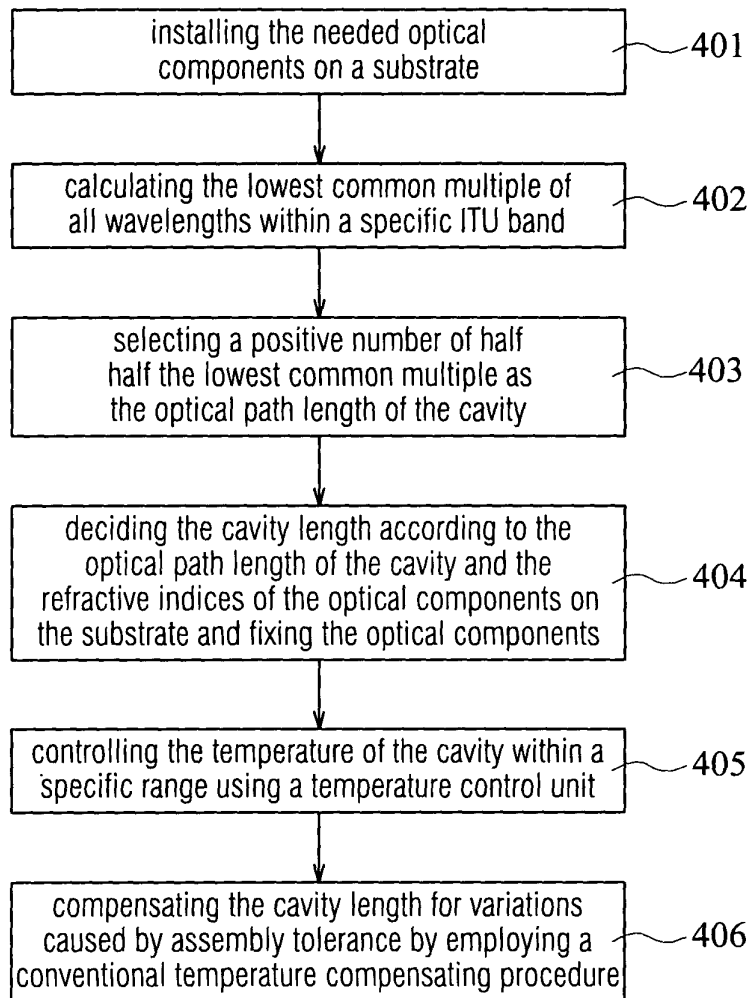 installing the needed optical
components on a substrate
401
calculating the lowest common multiple of
all wavelengths within a specific ITU band
402
selecting a positive number of half
half the lowest common multiple as
the optical path length of the cavity
403
deciding the cavity length according to the
optical path length of the cavity and the
refractive indices of the optical components on
the substrate and fixing the optical components
404
controlling the temperature of the cavity within a
specific range using a temperature control unit
405
compensating the cavity length for variations
caused by assembly tolerance by employing a
conventional temperature compensating procedure
406